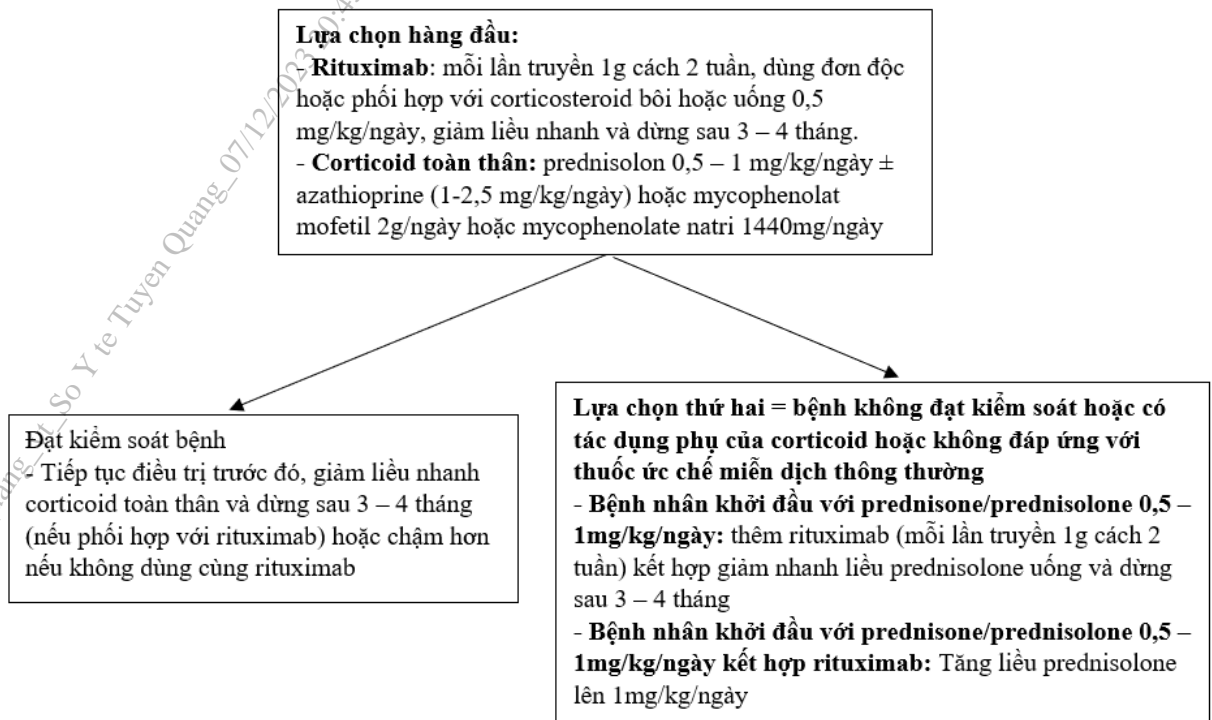 Lựa chọn hàng đầu:
- Rituximab: mỗi lần truyền 1g cách 2 tuần, dùng đơn độc
hoặc phối hợp với corticosteroid bôi hoặc uống 0,5
mg/kg/ngày, giảm liều nhanh và dừng sau 3 – 4 tháng.
- Corticoid toàn thân: prednisolon 0,5 – 1 mg/kg/ngày ±
azathioprine (1-2,5 mg/kg/ngày) hoặc mycophenolat
mofetil 2g/ngày hoặc mycophenolate natri 1440mg/ngày
Đạt kiểm soát bệnh
- Tiếp tục điều trị trước đó, giảm liều nhanh
corticoid toàn thân và dừng sau 3 – 4 tháng
(nếu phối hợp với rituximab) hoặc chậm hơn
nếu không dùng cùng rituximab
Lựa chọn thứ hai = bệnh không đạt kiểm soát hoặc có
tác dụng phụ của corticoid hoặc không đáp ứng với
thuốc ức chế miễn dịch thông thường
- Bệnh nhân khởi đầu với prednisone/prednisolone 0,5 –
1mg/kg/ngày: thêm rituximab (mỗi lần truyền 1g cách 2
tuần) kết hợp giảm nhanh liều prednisolone uống và dừng
sau 3 – 4 tháng
- Bệnh nhân khởi đầu với prednisone/prednisolone 0,5 –
1mg/kg/ngày kết hợp rituximab: Tăng liều prednisolone
lên 1mg/kg/ngày
So Y te Tuyen Quang_07/12/2023